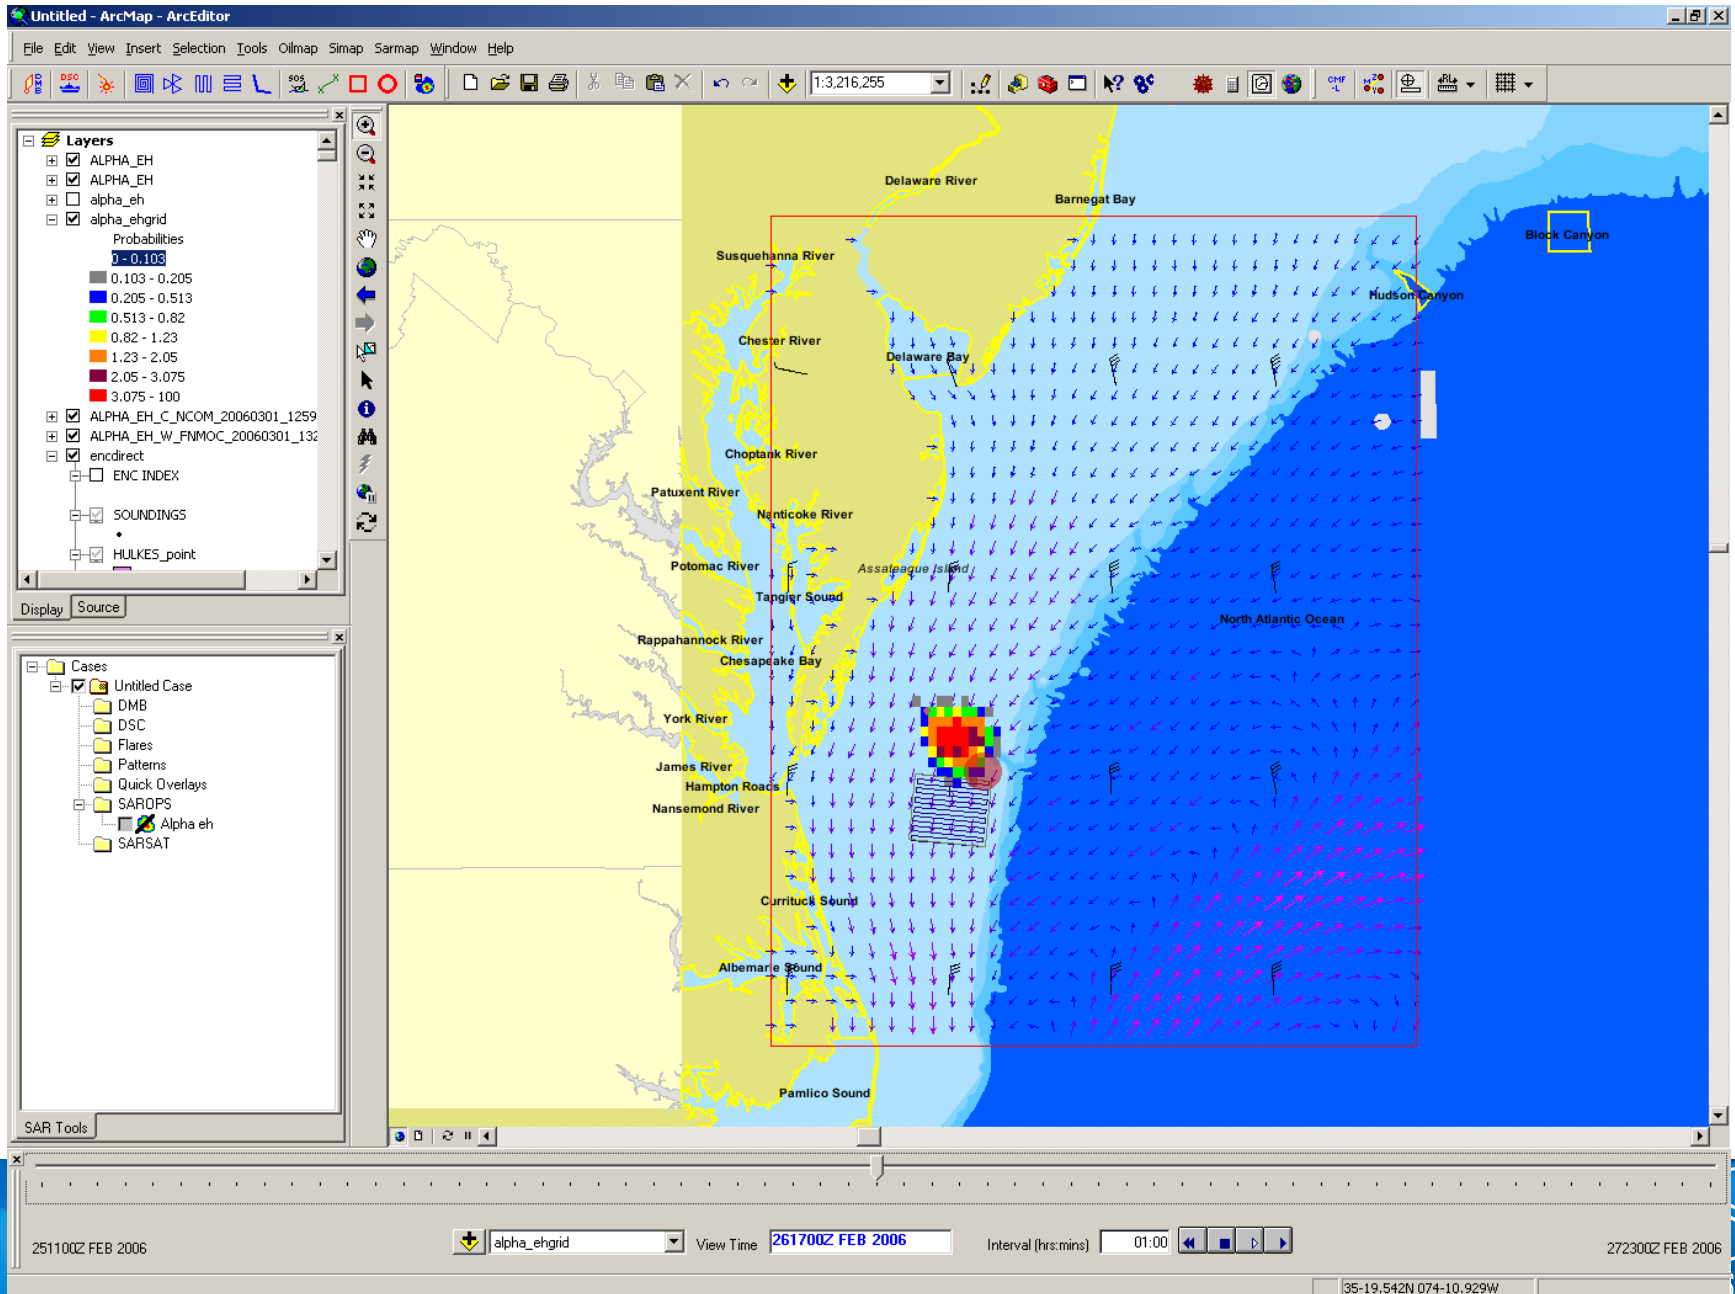 Untitled - ArcMap - ArcEditor
File Edit View Insert Selection Tools Oilmap Simap Sarmap Window Help
DSC
SOS
1:3,216,255
CMF
-L
Layers
ALPHA_EH
ALPHA_EH
alpha_eh
alpha_ehgrid
Probabilities
0 - 0.103
0.103 - 0.205
0.205 - 0.513
0.513 - 0.82
0.82 - 1.23
1.23 - 2.05
2.05 - 3.075
3.075 - 100
ALPHA_EH_C_NCOM_20060301_1259
ALPHA_EH_W_FNMOC_20060301_132
encdirect
ENC INDEX
SOUNDINGS
HULKES_point
Display Source
Cases
Untitled Case
DMB
DSC
Flares
Patterns
Quick Overlays
SAROPS
Alpha eh
SARSAT
SAR Tools
Delaware River
Barnegat Bay
Block Canyon
Susquehanna River
Hudson Canyon
Chester River
Delaware Bay
Choptank River
Patuxent River
Nanticoke River
Potomac River
Assateague Island
Tangier Sound
North Atlantic Ocean
Rappahannock River
Chesapeake Bay
York River
James River
Hampton Roads
Nansemond River
Currituck Sound
Albemarle Sound
Pamlico Sound
251100Z FEB 2006
alpha_ehgrid
View Time
261700Z FEB 2006
Interval (hrs:mins)
01:00
272300Z FEB 2006
35-19.542N 074-10.929W